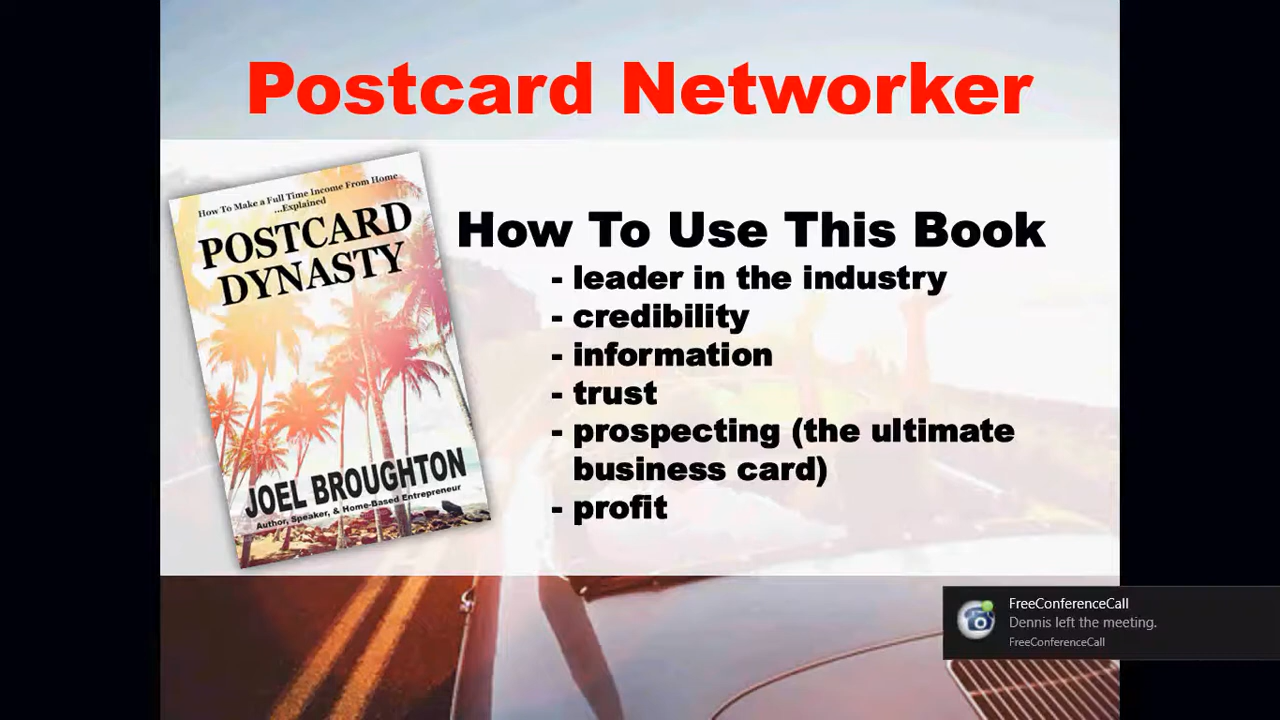 Postcard Networker
How To Make a Full Time Income From Home
...Explained
POSTCARD
DYNASTY
JOEL BROUGHTON
Author, Speaker, & Home-Based Entrepreneur
How To Use This Book
- leader in the industry
- credibility
- information
- trust
- prospecting (the ultimate
business card)
- profit
FreeConferenceCall
Dennis left the meeting.
FreeConferenceCall